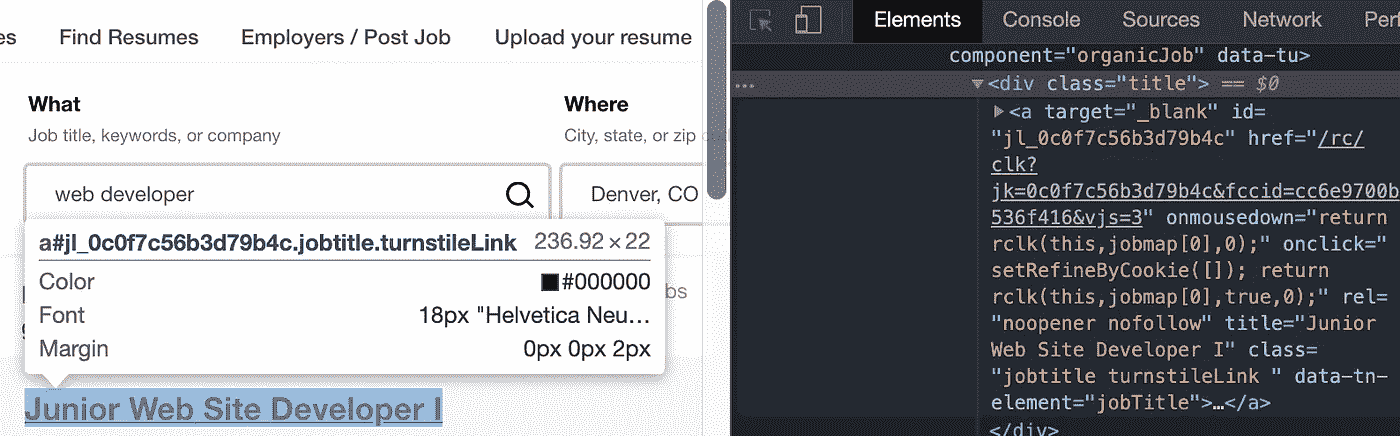 es Find Resumes Employers / Post Job Upload your resume
What Where
Job title, keywords, or company City, state, or zip
web developer Denver, CO
a#jl_0c0f7c56b3d79b4c.jobtitle.turnstileLink 236.92 × 22
Color #000000
Font 18px "Helvetica Neu…
Margin 0px 0px 2px
bs
Junior Web Site Developer I
Elements Console Sources Network Per
component="organicJob" data-tu>
… ▼<div class="title"> == $0
▶<a target="_blank" id=
"jl_0c0f7c56b3d79b4c" href="/rc/
clk?
jk=0c0f7c56b3d79b4c&fccid=cc6e9700b
536f416&vjs=3" onmousedown="return
rclk(this,jobmap[0],0);" onclick="
setRefineByCookie([]); return
rclk(this,jobmap[0],true,0);" rel=
"noopener nofollow" title="Junior
Web Site Developer I" class=
"jobtitle turnstileLink " data-tn-
element="jobTitle">…</a>
</div>